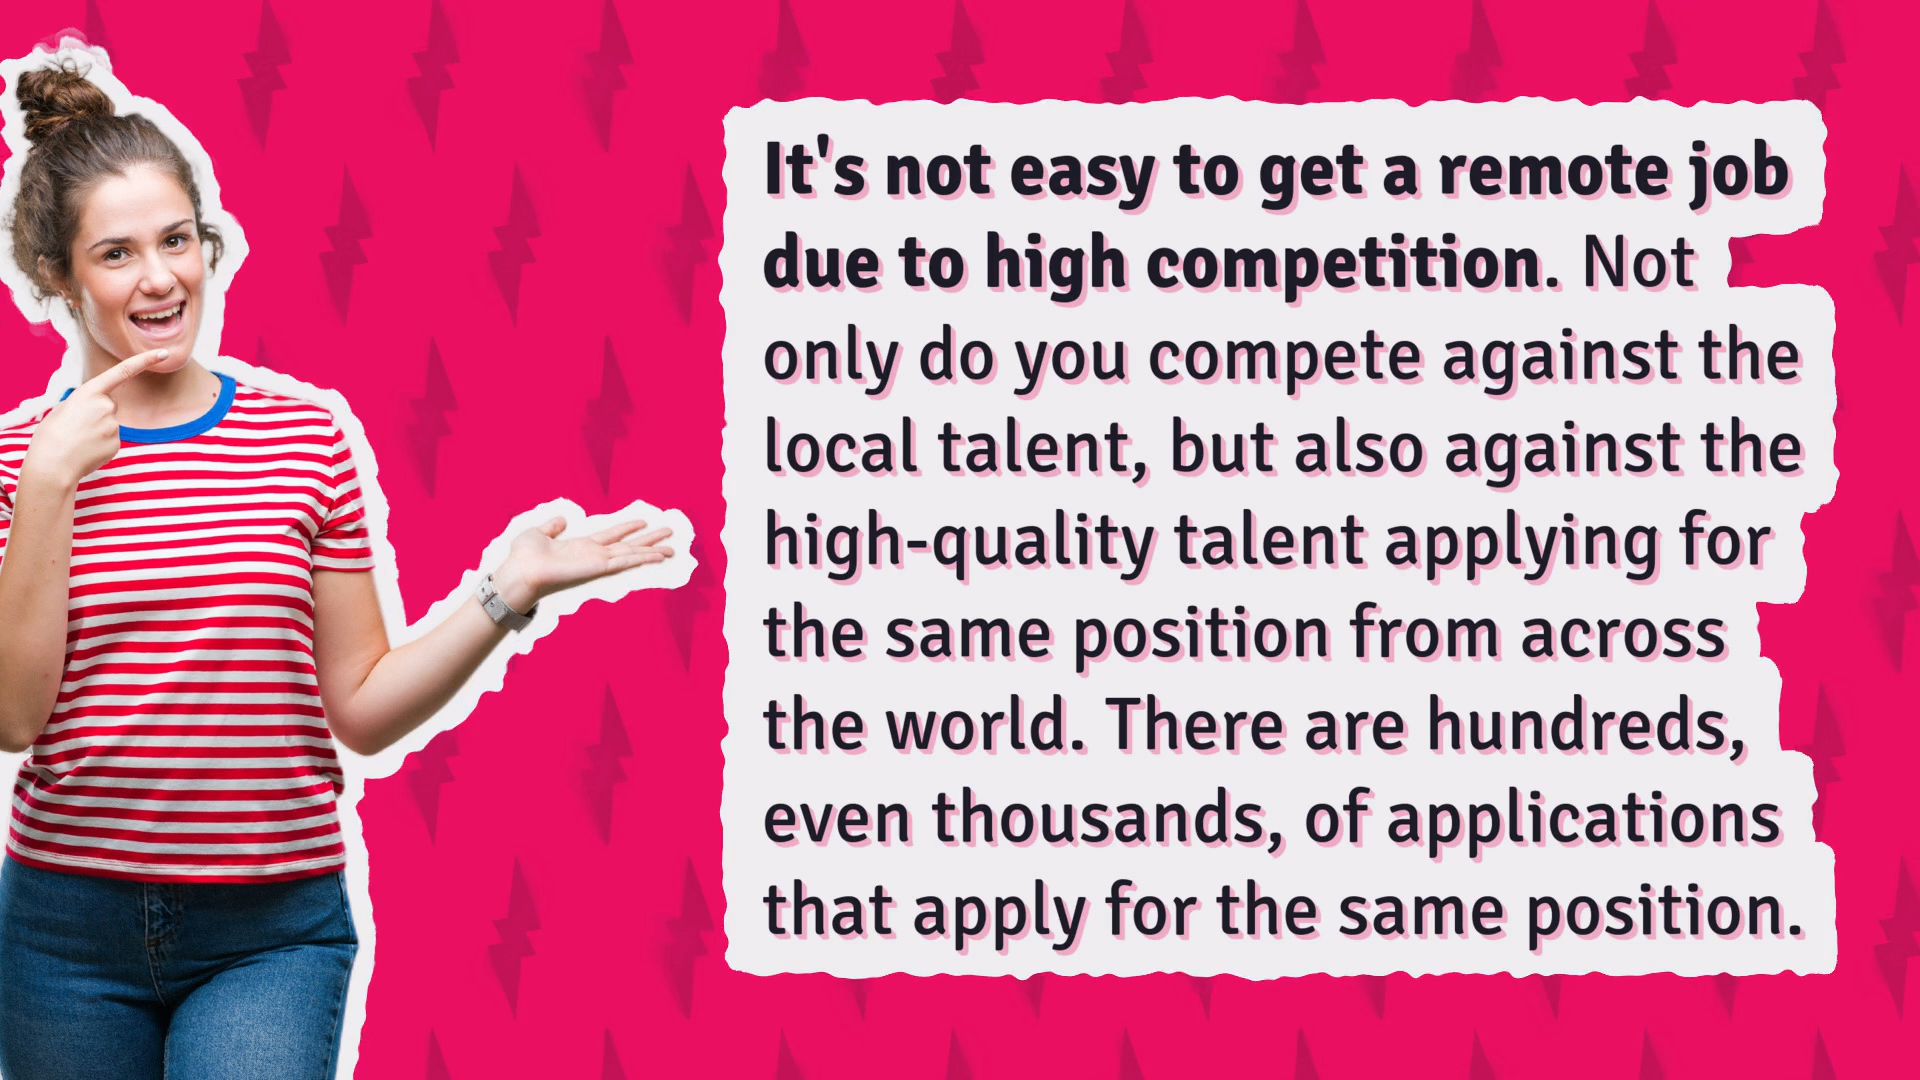 It's not easy to get a remote job
due to high competition. Not
only do you compete against the
local talent, but also against the
high-quality talent applying for
the same position from across
the world. There are hundreds,
even thousands, of applications
that apply for the same position.